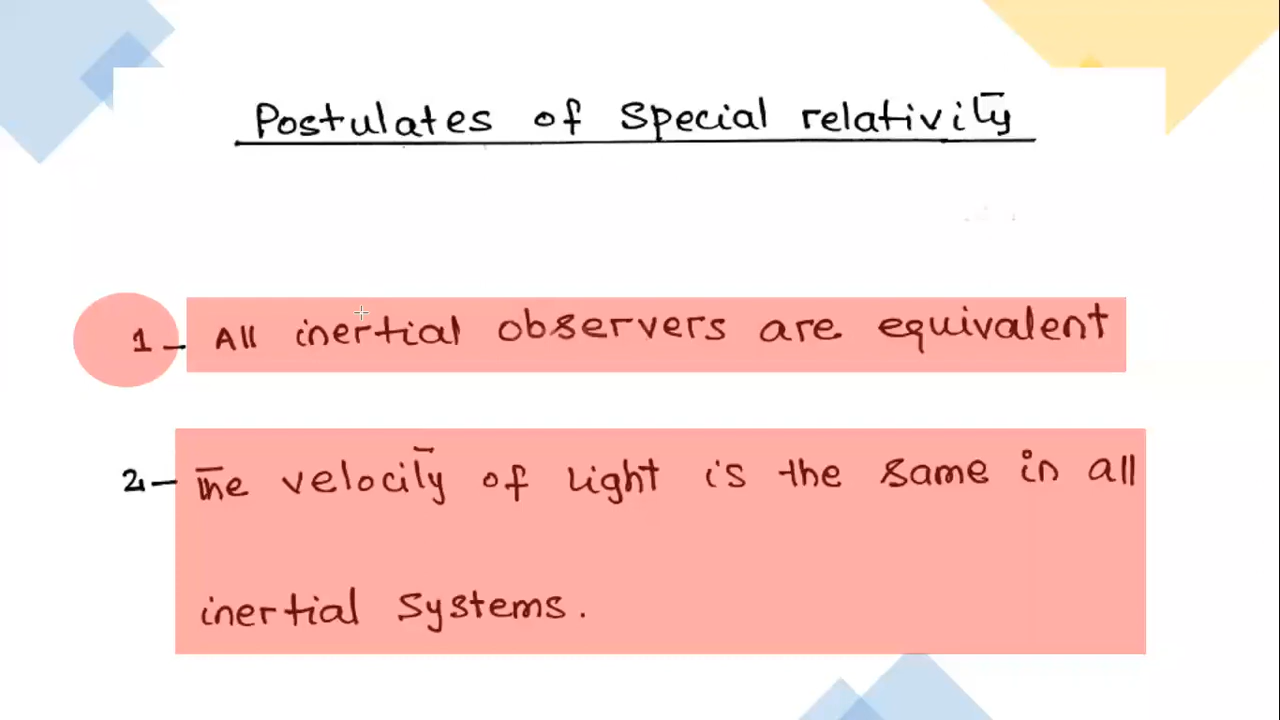 Postulates of Special relativity
1 - All inertial observers are equivalent
2 - The velocity of light is the same in all
inertial Systems.